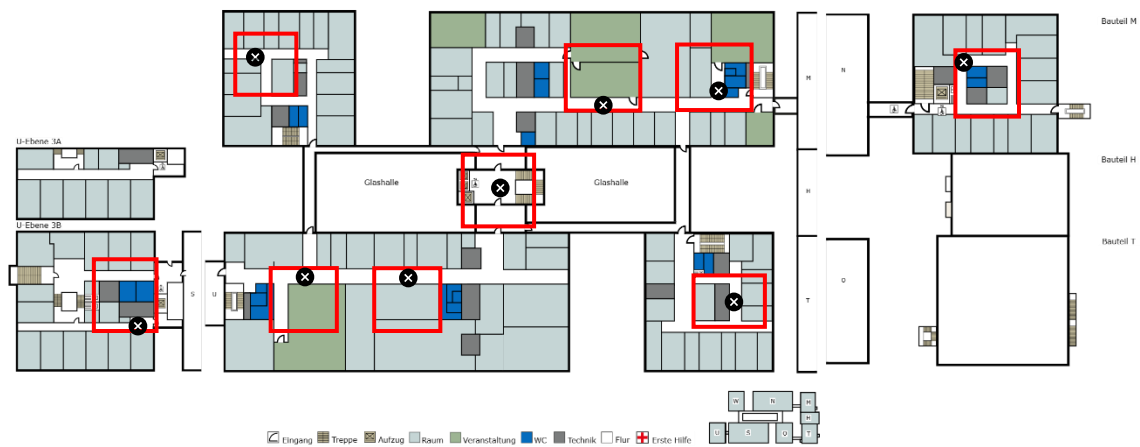 Bauteil M
M
N
U-Ebene 3A
Bauteil H
Glashalle
Glashalle
H
U-Ebene 3B
Bauteil T
S
U
T
O
W
N
M
H
U
S
O
T
Eingang
Treppe
Aufzug
Raum
Veranstaltung
WC
Technik
Flur
Erste Hilfe